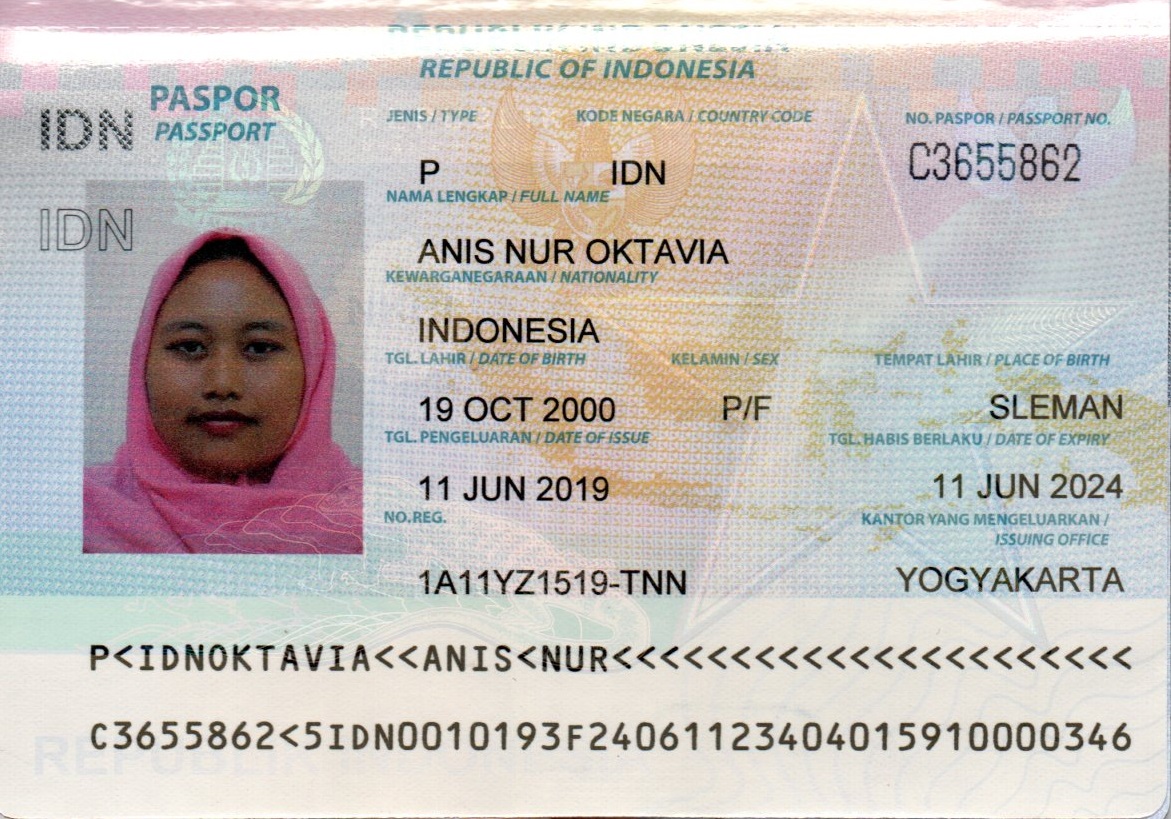 REPUBLIC OF INDONESIA
IDN PASPOR
PASSPORT
JENIS / TYPE KODE NEGARA / COUNTRY CODE NO. PASPOR / PASSPORT NO.
P IDN C3655862
NAMA LENGKAP / FULL NAME
IDN
ANIS NUR OKTAVIA
KEWARGANEGARAAN / NATIONALITY
INDONESIA
TGL. LAHIR / DATE OF BIRTH KELAMIN / SEX TEMPAT LAHIR / PLACE OF BIRTH
19 OCT 2000 P/F SLEMAN
TGL. PENGELUARAN / DATE OF ISSUE TGL. HABIS BERLAKU / DATE OF EXPIRY
11 JUN 2019 11 JUN 2024
NO. REG. KANTOR YANG MENGELUARKAN /
ISSUING OFFICE
1A11YZ1519-TNN YOGYAKARTA
P<IDNOKTAVIA<<ANIS<NUR<<<<<<<<<<<<<<<<<<<<<<
C3655862<5IDN0010193F24061123404015910000346